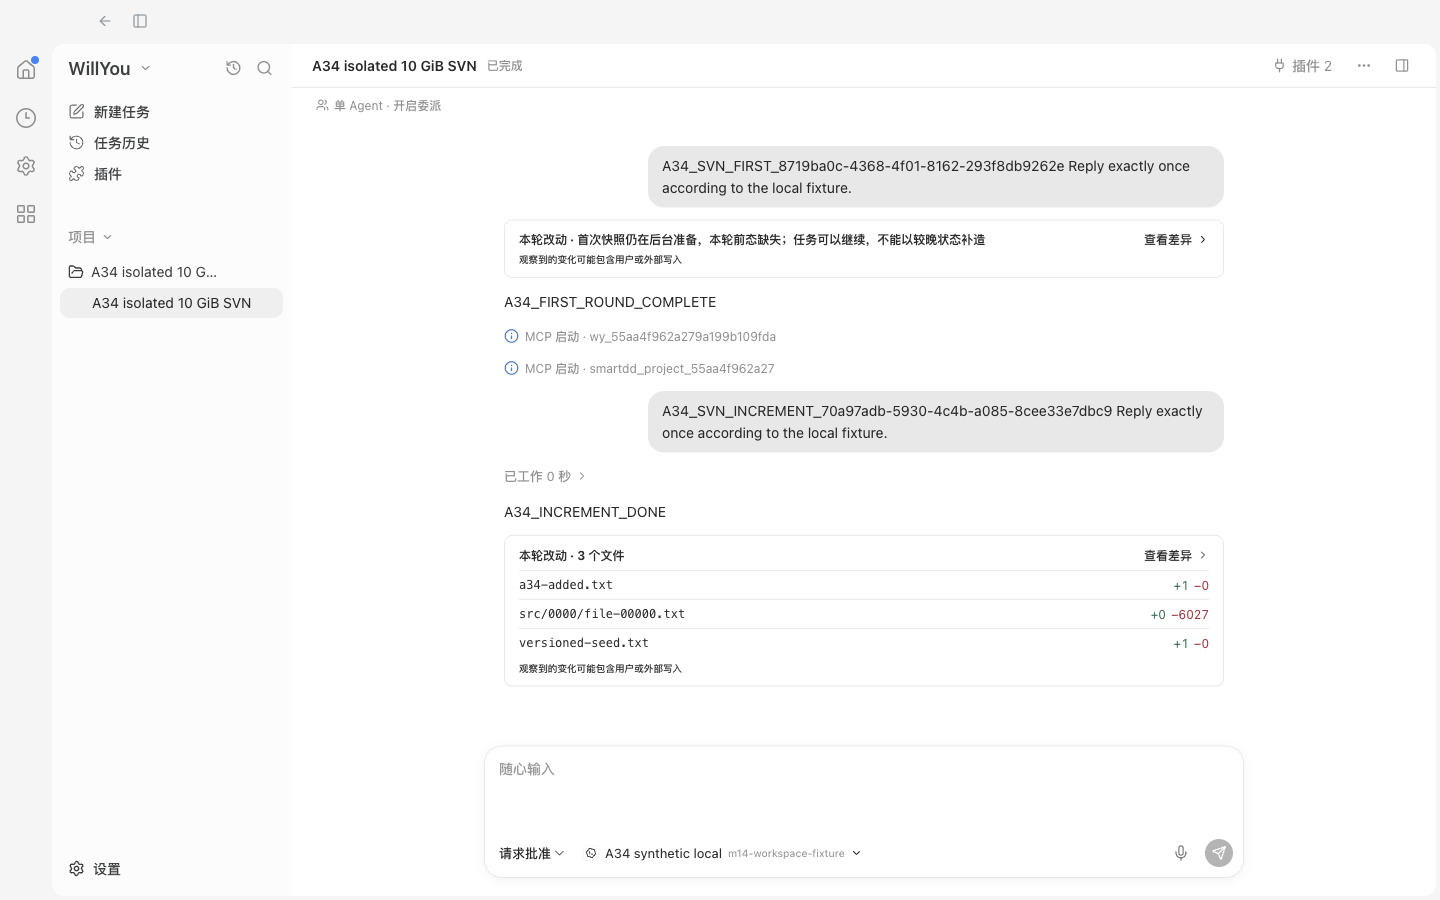 WillYou
新建任务
任务历史
插件
项目
A34 isolated 10 G...
A34 isolated 10 GiB SVN
设置
A34 isolated 10 GiB SVN 已完成
插件 2
单 Agent · 开启委派
A34_SVN_FIRST_8719ba0c-4368-4f01-8162-293f8db9262e Reply exactly once
according to the local fixture.
本轮改动 · 首次快照仍在后台准备，本轮前态缺失；任务可以继续，不能以较晚状态补造 查看差异
观察到的变化可能包含用户或外部写入
A34_FIRST_ROUND_COMPLETE
MCP 启动 · wy_55aa4f962a279a199b109fda
MCP 启动 · smartdd_project_55aa4f962a27
A34_SVN_INCREMENT_70a97adb-5930-4c4b-a085-8cee33e7dbc9 Reply exactly
once according to the local fixture.
已工作 0 秒
A34_INCREMENT_DONE
本轮改动 · 3 个文件 查看差异
a34-added.txt +1 −0
src/0000/file-00000.txt +0 −6027
versioned-seed.txt +1 −0
观察到的变化可能包含用户或外部写入
随心输入
请求批准 A34 synthetic local m14-workspace-fixture